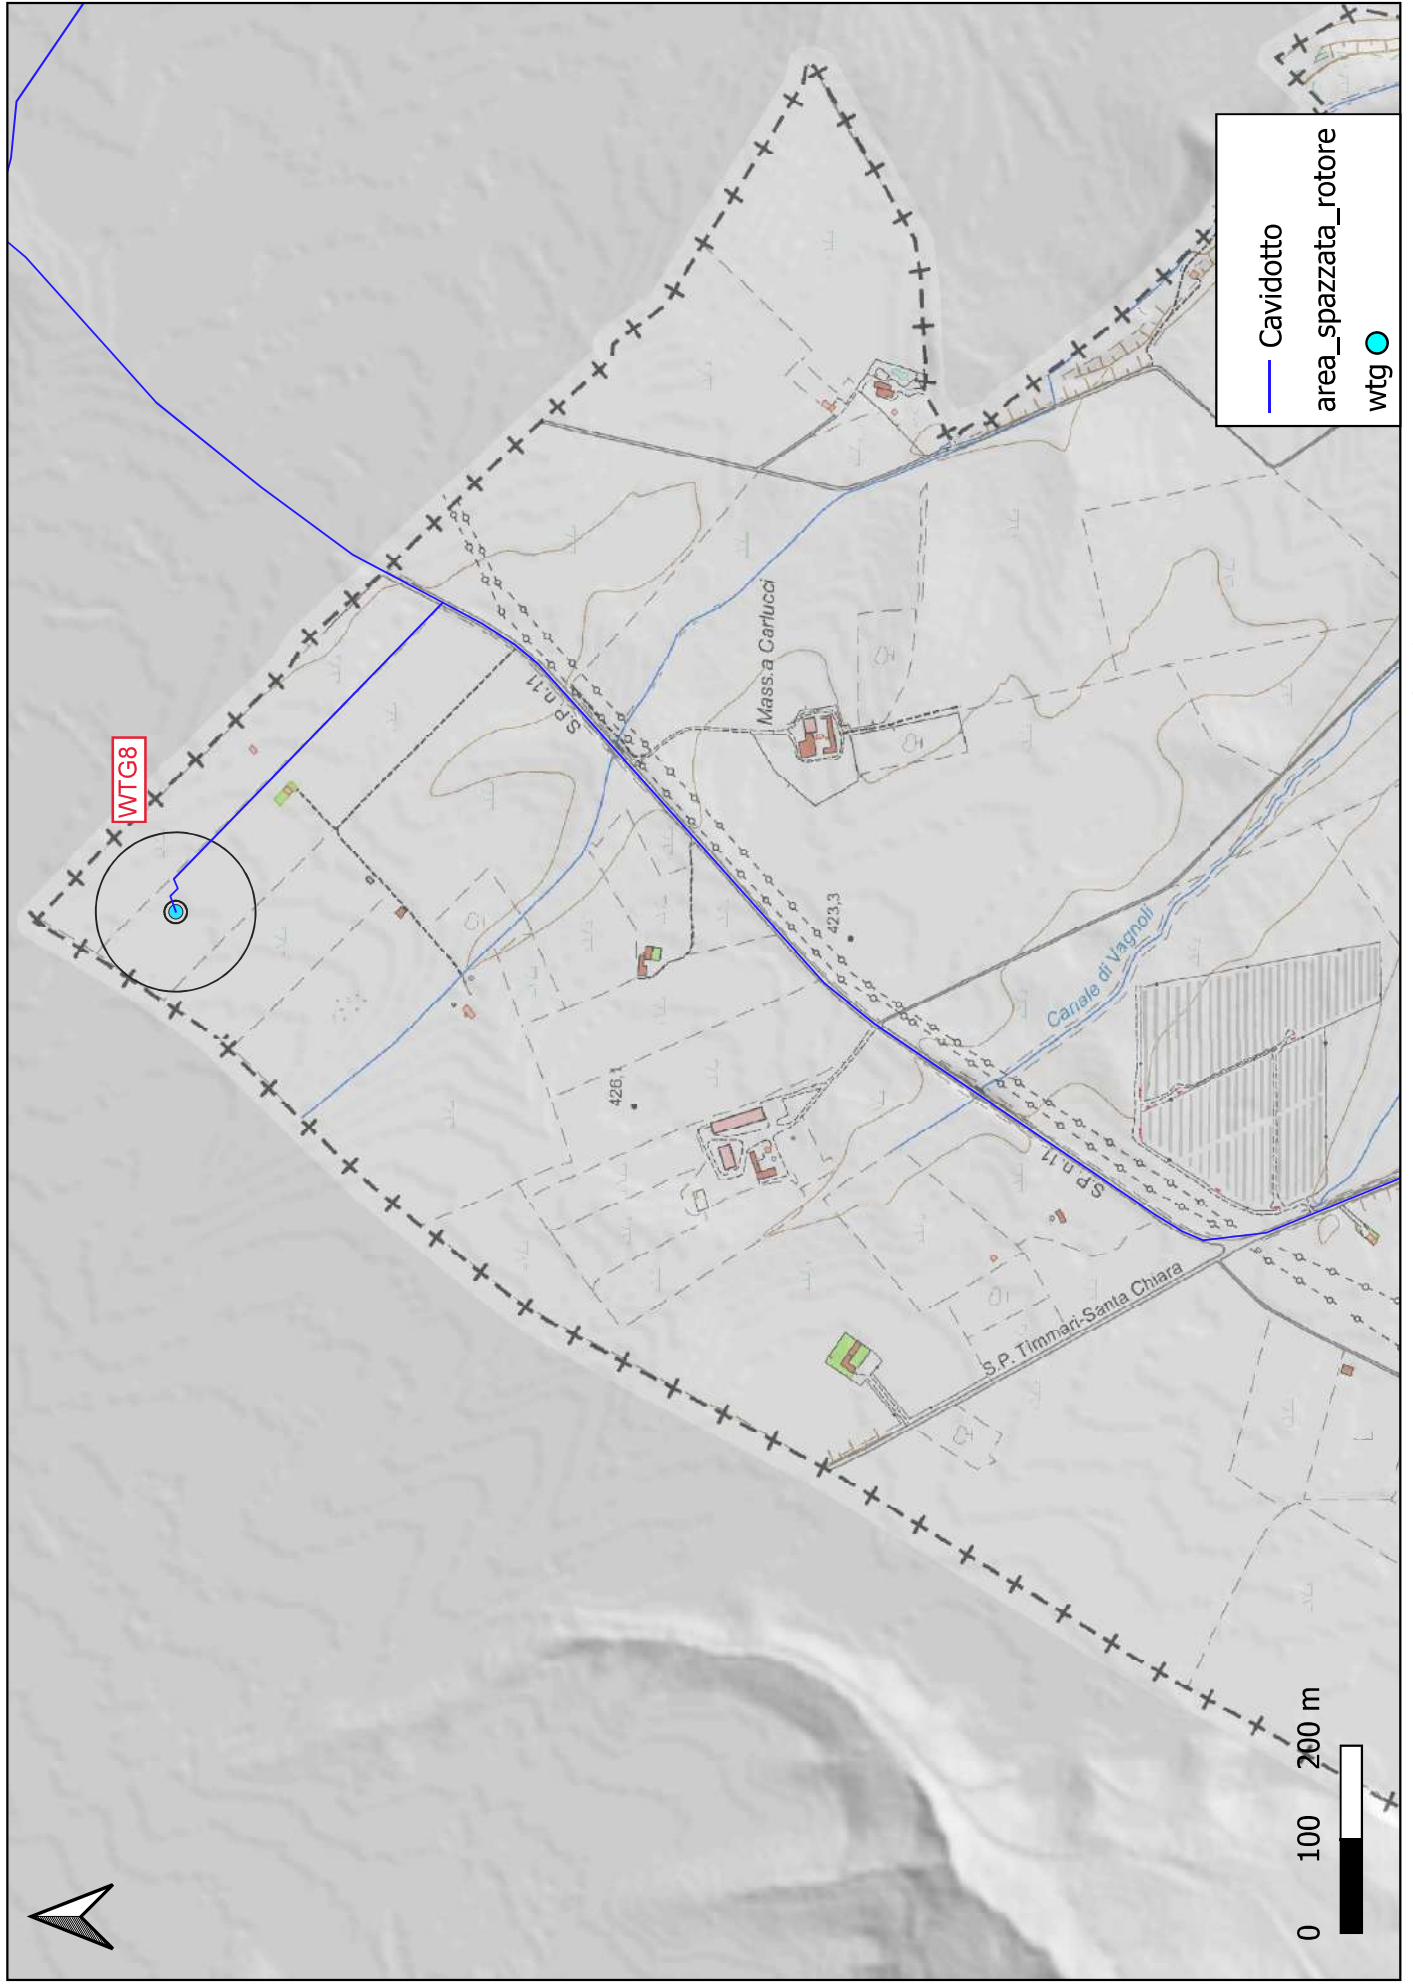 WTG8
S.P. n.11
Mass.a Carlucci
423,3
426,1
Canale di Vagnoli
S.P. n.11
S.P. Timmari-Santa Chiara
Cavidotto
area_spazzata_rotore
wtg
0 100 200 m